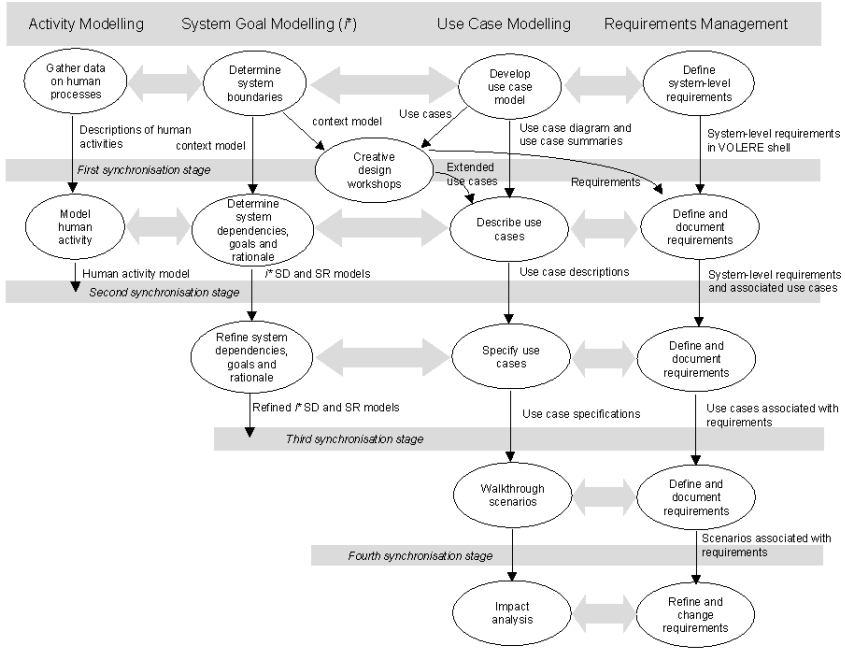 Activity Modelling
System Goal Modelling (i*)
Use Case Modelling
Requirements Management
Gather data
on human
processes
Determine
system
boundaries
Develop
use case
model
Define
system-level
requirements
Descriptions of human
activities
context model
context model
Use cases
Use case diagram and
use case summaries
System-level requirements
in VOLERE shell
Creative
design
workshops
First synchronisation stage
Extended
use cases
Requirements
Model
human
activity
Determine
system
dependencies,
goals and
rationale
Describe use
cases
Define and
document
requirements
Human activity model
i* SD and SR models
Use case descriptions
System-level requirements
and associated use cases
Second synchronisation stage
Refine system
dependencies,
goals and
rationale
Specify use
cases
Define and
document
requirements
Refined i* SD and SR models
Use case specifications
Use cases associated with
requirements
Third synchronisation stage
Walkthrough
scenarios
Define and
document
requirements
Scenarios associated with
requirements
Fourth synchronisation stage
Impact
analysis
Refine and
change
requirements